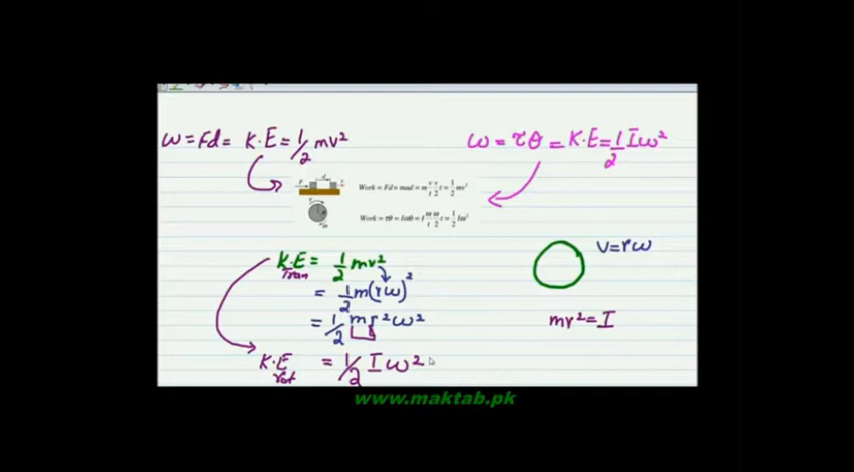 W = Fd = K.E = 1/2 mv²
W = τθ = K.E = 1/2 Iω²
Work = Fd = mad = m v/t v/2 t = 1/2 mv²
Work = τθ = Iαθ = I ω/t ω/2 t = 1/2 Iω²
K.E Tran = 1/2 mv²
v = rω
= 1/2 m(rω)²
= 1/2 mr²ω²
mr² = I
K.E rot = 1/2 Iω²
www.maktab.pk